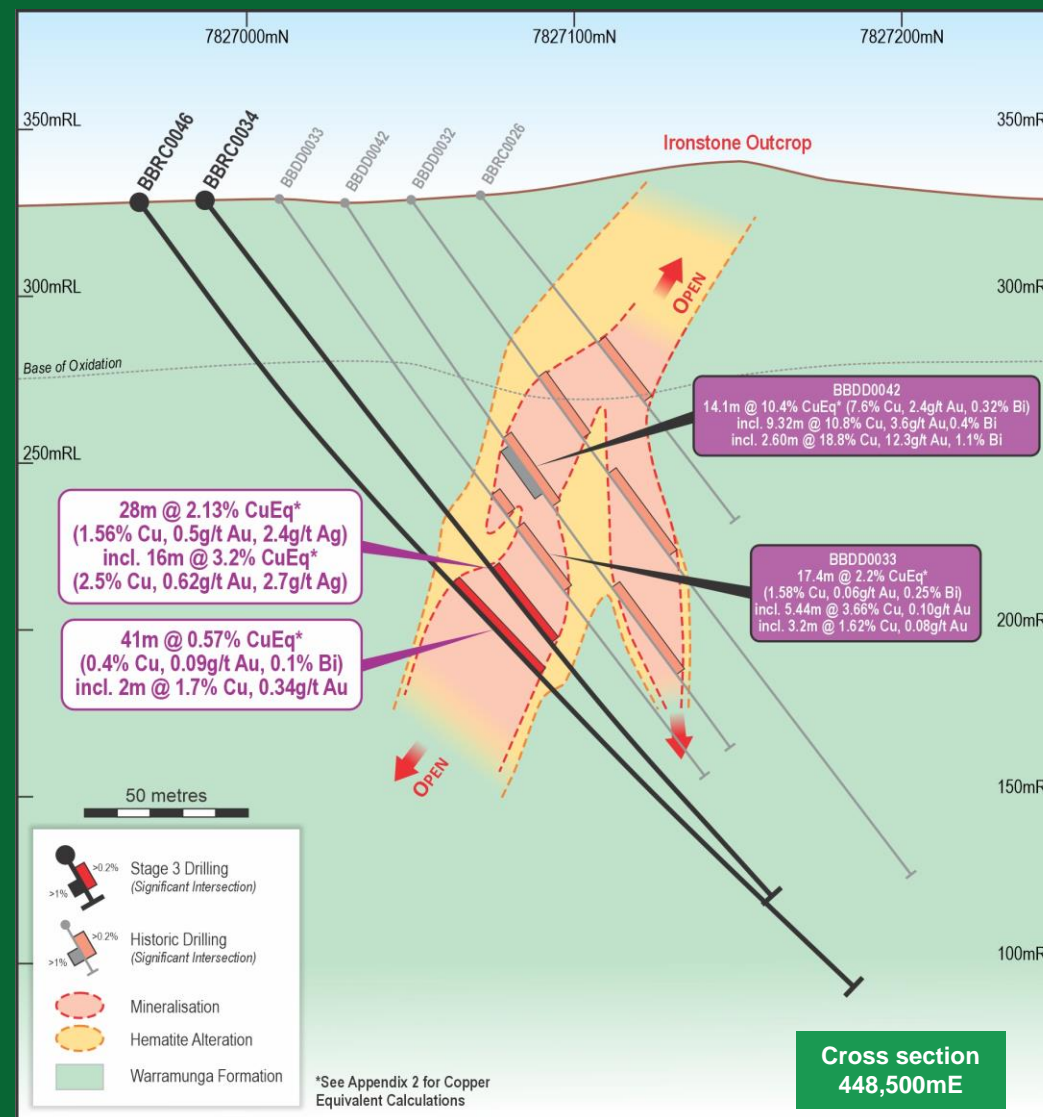 7827000mN
7827100mN
7827200mN
350mRL
350mR
BBRC0046
BBRC0034
BBDD0033
BBDD0042
BBDD0032
BBRC0026
Ironstone Outcrop
300mRL
300mR
OPEN
Base of Oxidation
BBDD0042
14.1m @ 10.4% CuEq* (7.6% Cu, 2.4g/t Au, 0.32% Bi)
incl. 9.32m @ 10.8% Cu, 3.6g/t Au,0.4% Bi
incl. 2.60m @ 18.8% Cu, 12.3g/t Au, 1.1% Bi
250mRL
28m @ 2.13% CuEq*
(1.56% Cu, 0.5g/t Au, 2.4g/t Ag)
incl. 16m @ 3.2% CuEq*
(2.5% Cu, 0.62g/t Au, 2.7g/t Ag)
BBDD0033
17.4m @ 2.2% CuEq*
(1.58% Cu, 0.06g/t Au, 0.25% Bi)
incl. 5.44m @ 3.66% Cu, 0.10g/t Au
incl. 3.2m @ 1.62% Cu, 0.08g/t Au
200mR
41m @ 0.57% CuEq*
(0.4% Cu, 0.09g/t Au, 0.1% Bi)
incl. 2m @ 1.7% Cu, 0.34g/t Au
OPEN
150mR
50 metres
>0.2%
>1%
Stage 3 Drilling
(Significant Intersection)
>0.2%
>1%
Historic Drilling
(Significant Intersection)
100mR
Mineralisation
Hematite Alteration
Warramunga Formation
*See Appendix 2 for Copper
Equivalent Calculations
Cross section
448,500mE